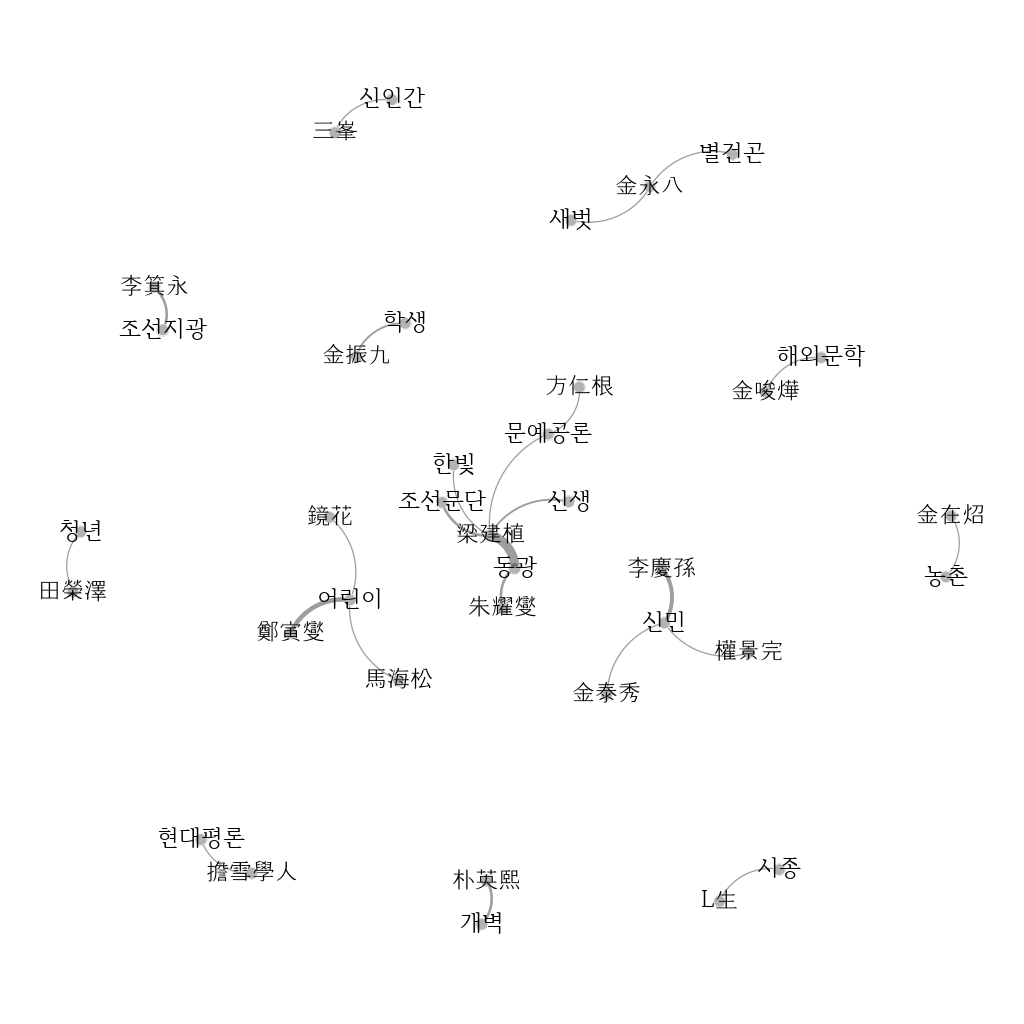 신인간
三峯
별건곤
金永八
새벗
李箕永
조선지광
학생
金振九
해외문학
金晙燁
方仁根
문예공론
한빛
조선문단
신생
梁建植
동광
朱耀燮
청년
田榮澤
鏡花
어린이
鄭寅燮
馬海松
李慶孫
신민
權景完
金泰秀
金在炤
농촌
현대평론
擔雪學人
朴英熙
개벽
시종
L生